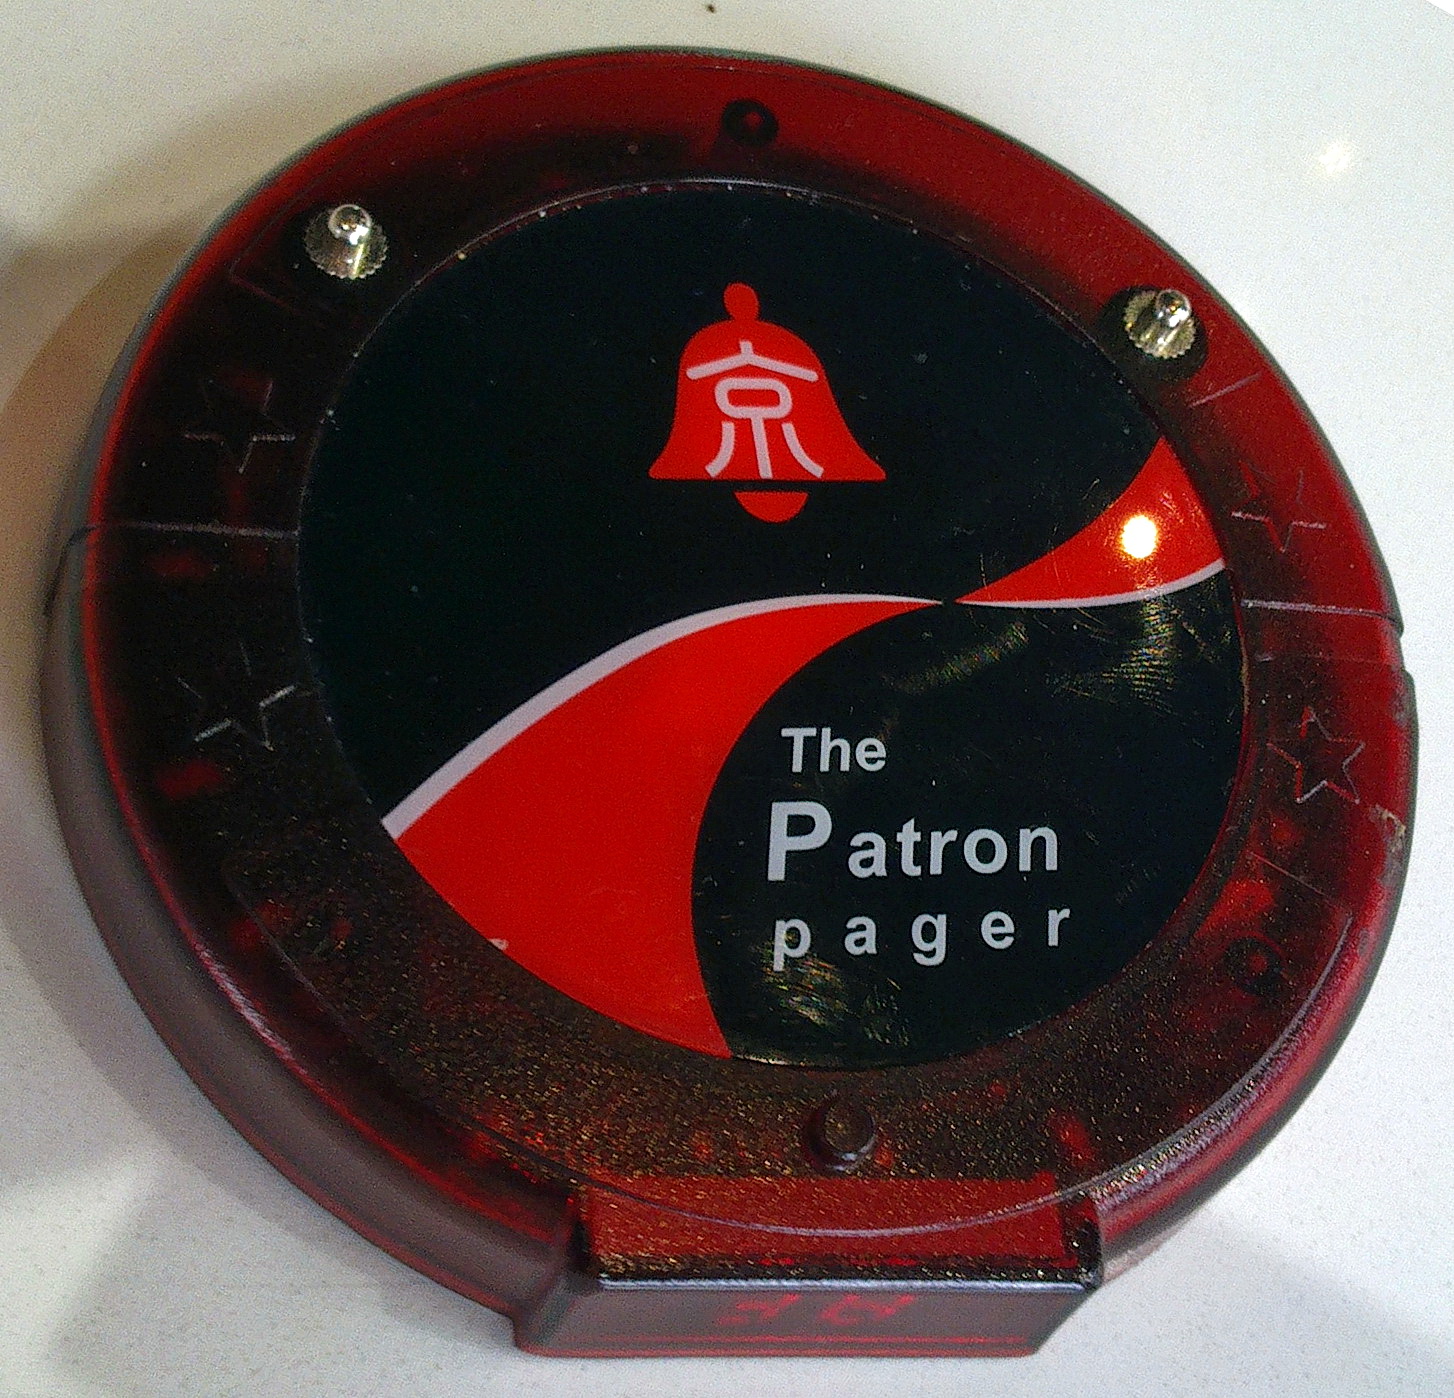 京
The
Patron
pager